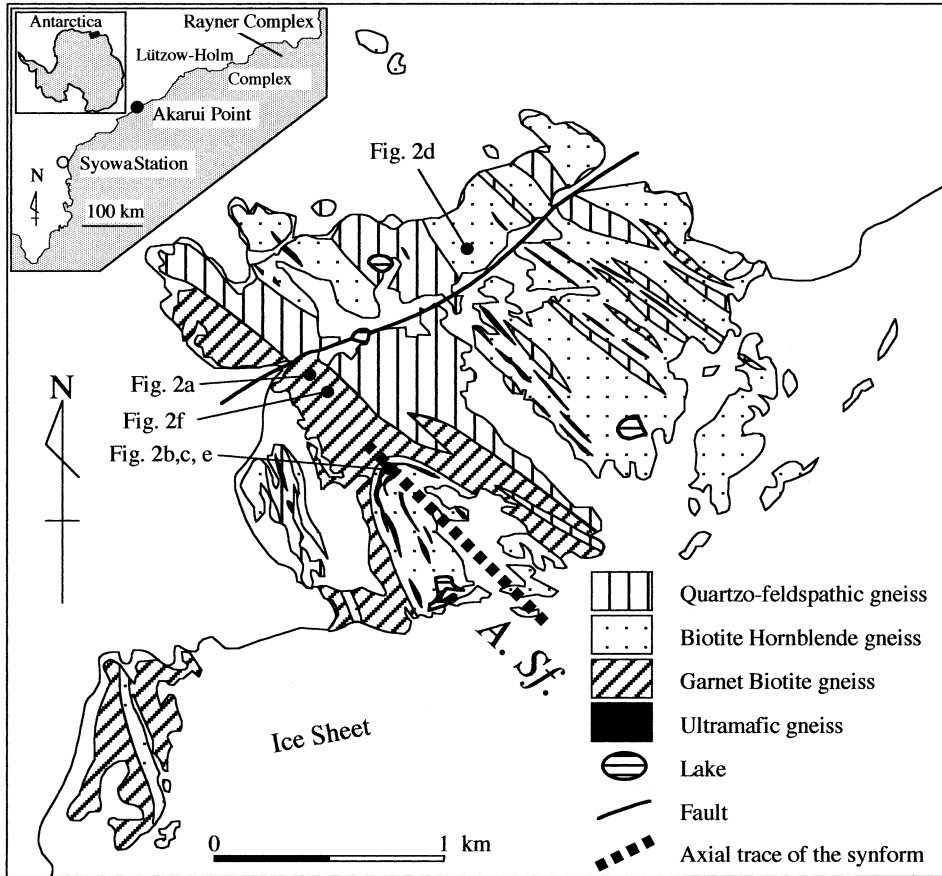 Antarctica
Rayner Complex
Lützow-Holm
Complex
Akarui Point
Syowa Station
N
100 km
Fig. 2d
N
Fig. 2a
Fig. 2f
Fig. 2b,c, e
A. Sf.
Quartzo-feldspathic gneiss
Biotite Hornblende gneiss
Garnet Biotite gneiss
Ultramafic gneiss
Lake
Fault
Axial trace of the synform
Ice Sheet
0 1 km